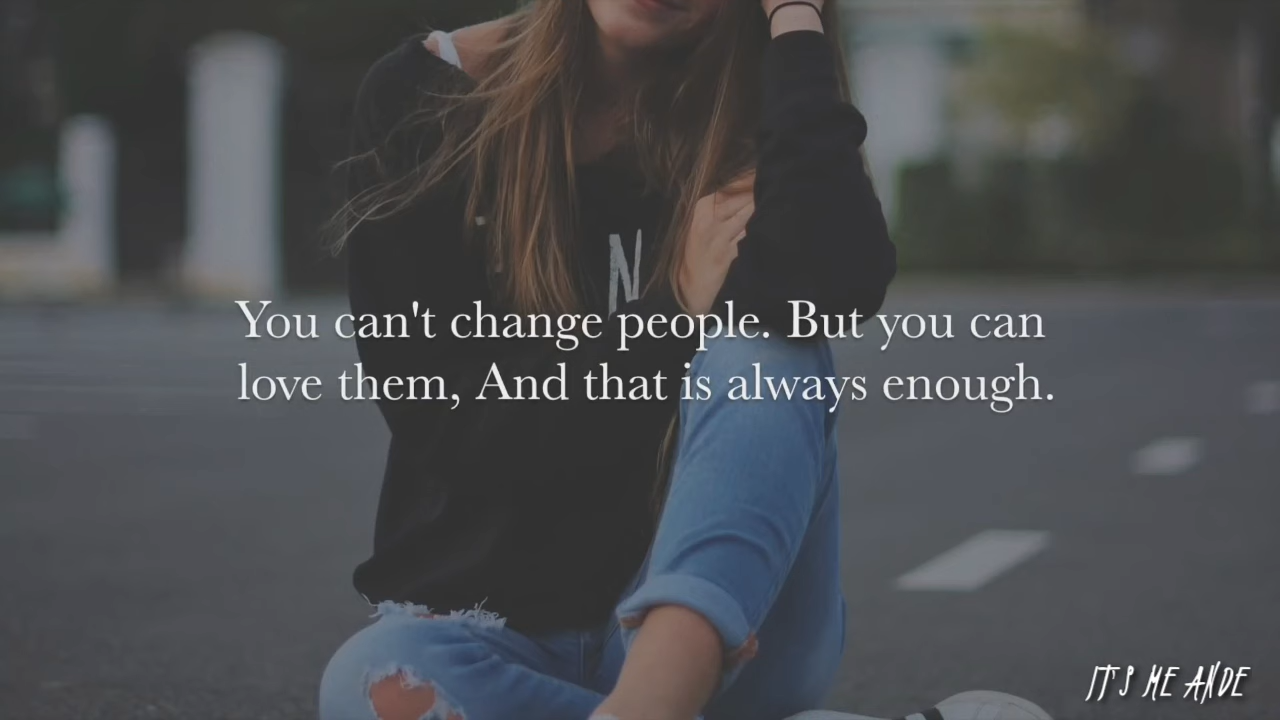 N
You can't change people. But you can
love them, And that is always enough.
IT'S ME ANDE